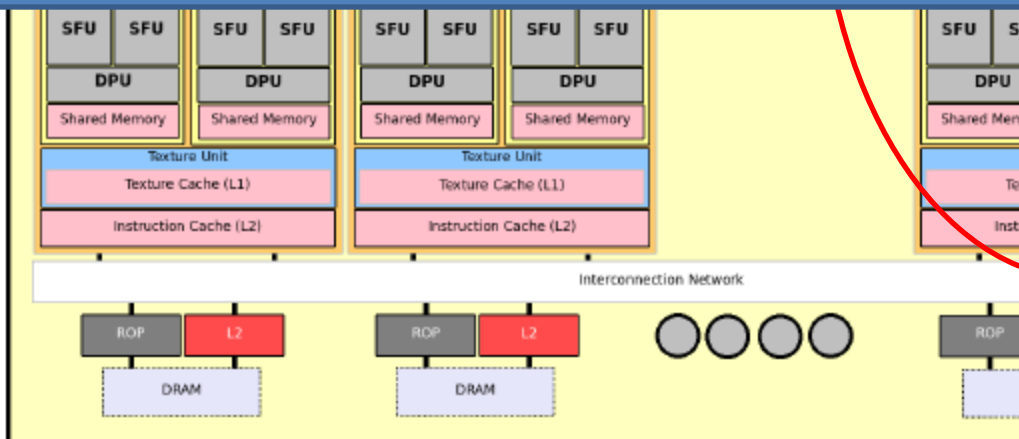 SFU SFU SFU SFU SFU SFU SFU SFU SFU
DPU DPU DPU DPU DPU
Shared Memory Shared Memory Shared Memory Shared Memory Shared
Texture Unit Texture Unit
Texture Cache (L1) Texture Cache (L1)
Instruction Cache (L2) Instruction Cache (L2)
Interconnection Network
ROP L2 ROP L2 ROP
DRAM DRAM